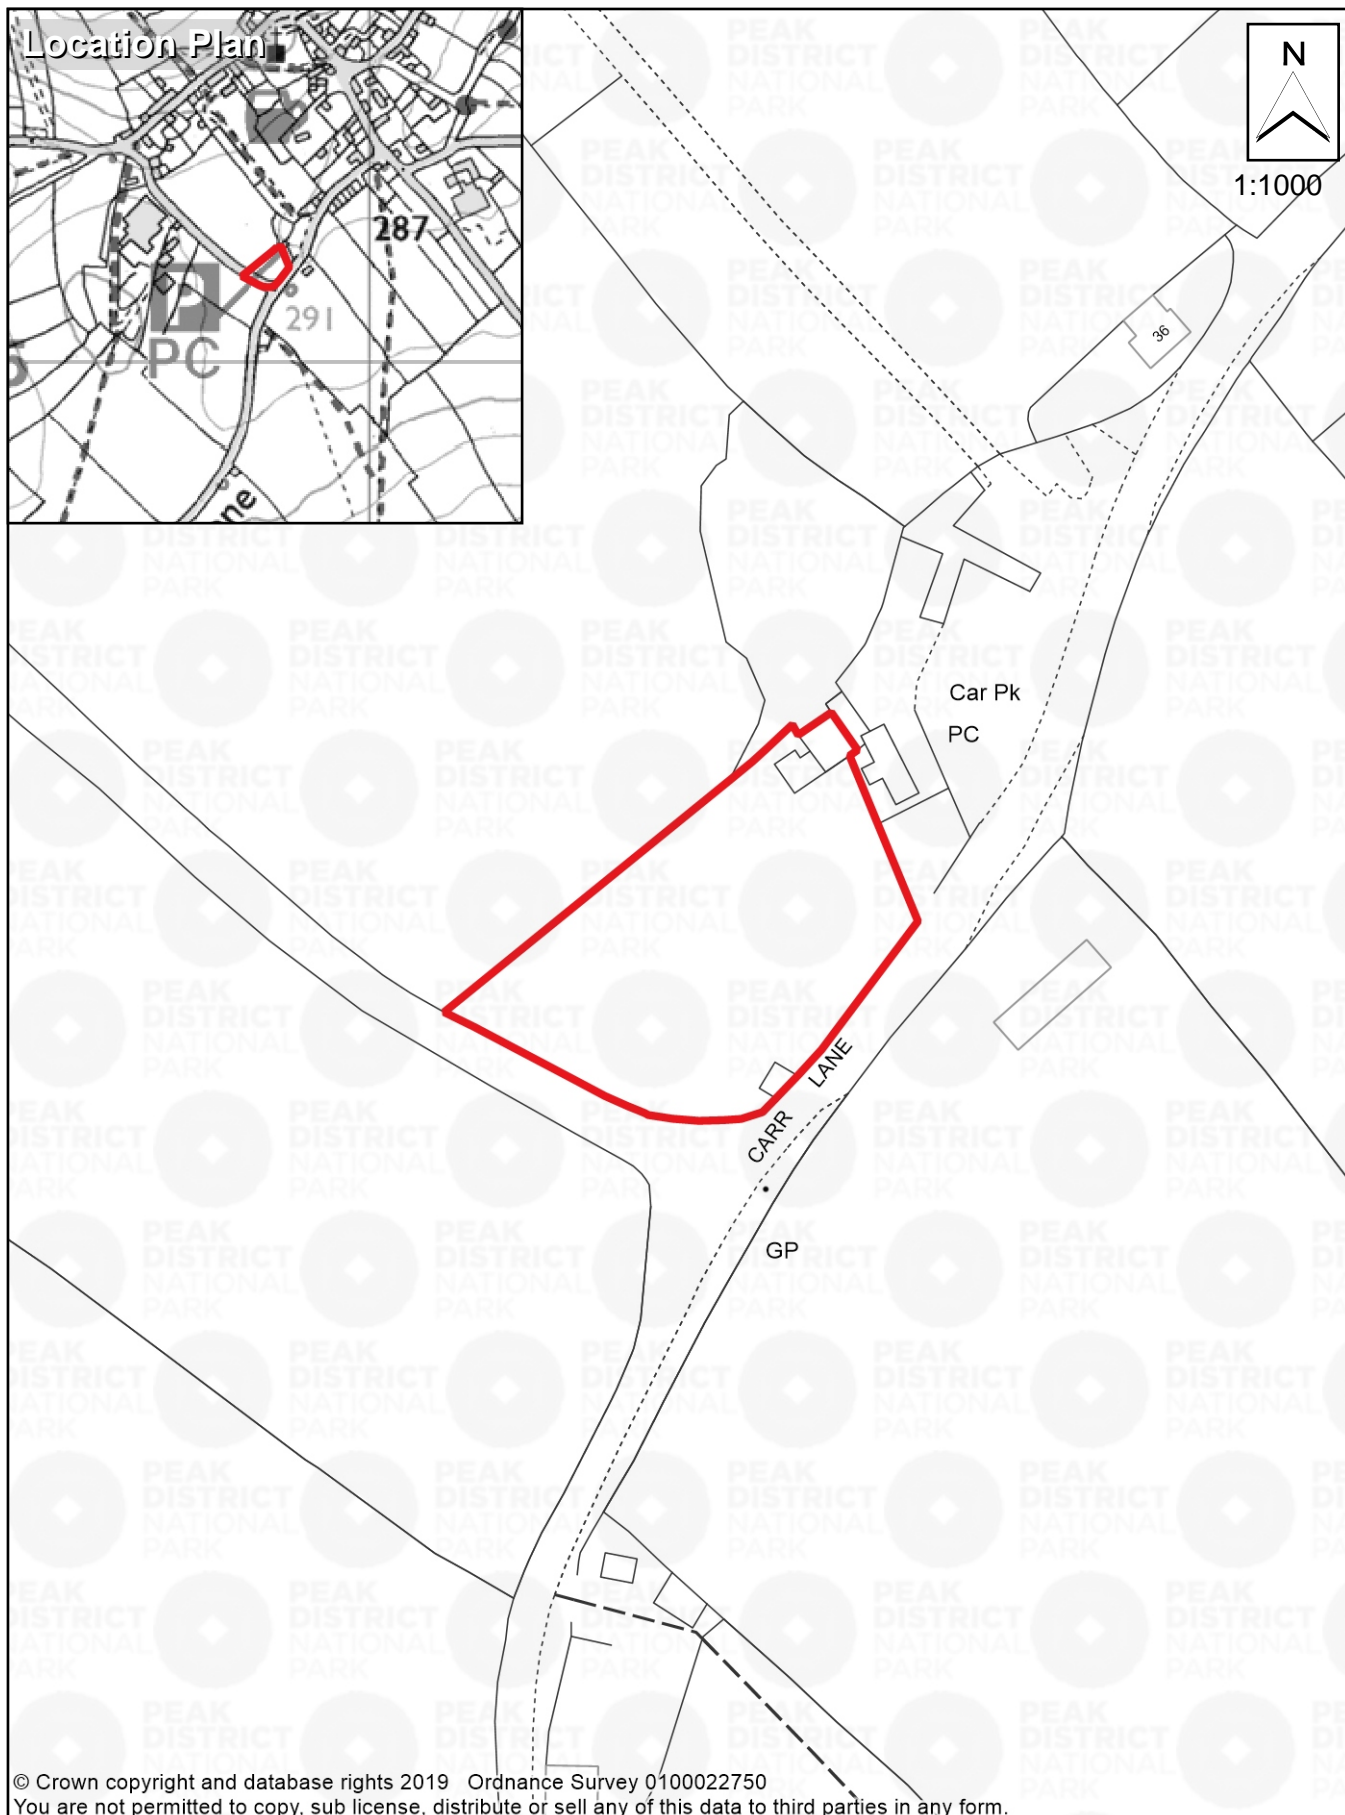 Location Plan
N
1:1000
287
291
P
PC
ne
36
Car Pk
PC
CARR LANE
GP
PEAK
DISTRICT
NATIONAL
PARK
© Crown copyright and database rights 2019 Ordnance Survey 0100022750
You are not permitted to copy, sub license, distribute or sell any of this data to third parties in any form.